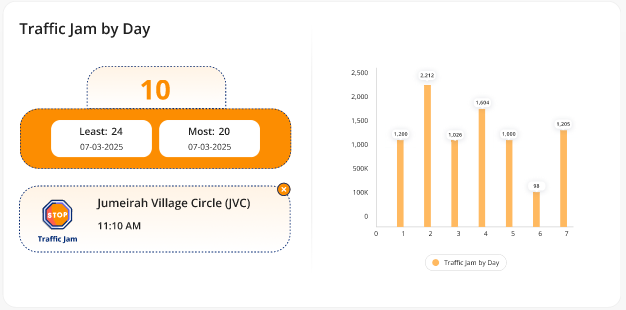 Traffic Jam by Day
10
Least: 24
07-03-2025
Most: 20
07-03-2025
STOP
Traffic Jam
Jumeirah Village Circle (JVC)
11:10 AM
2,500
2,000
1,500
1,000
500K
100K
0
2,212
1,200
1,026
1,604
1,000
98
1,205
0 1 2 3 4 5 6 7
Traffic Jam by Day